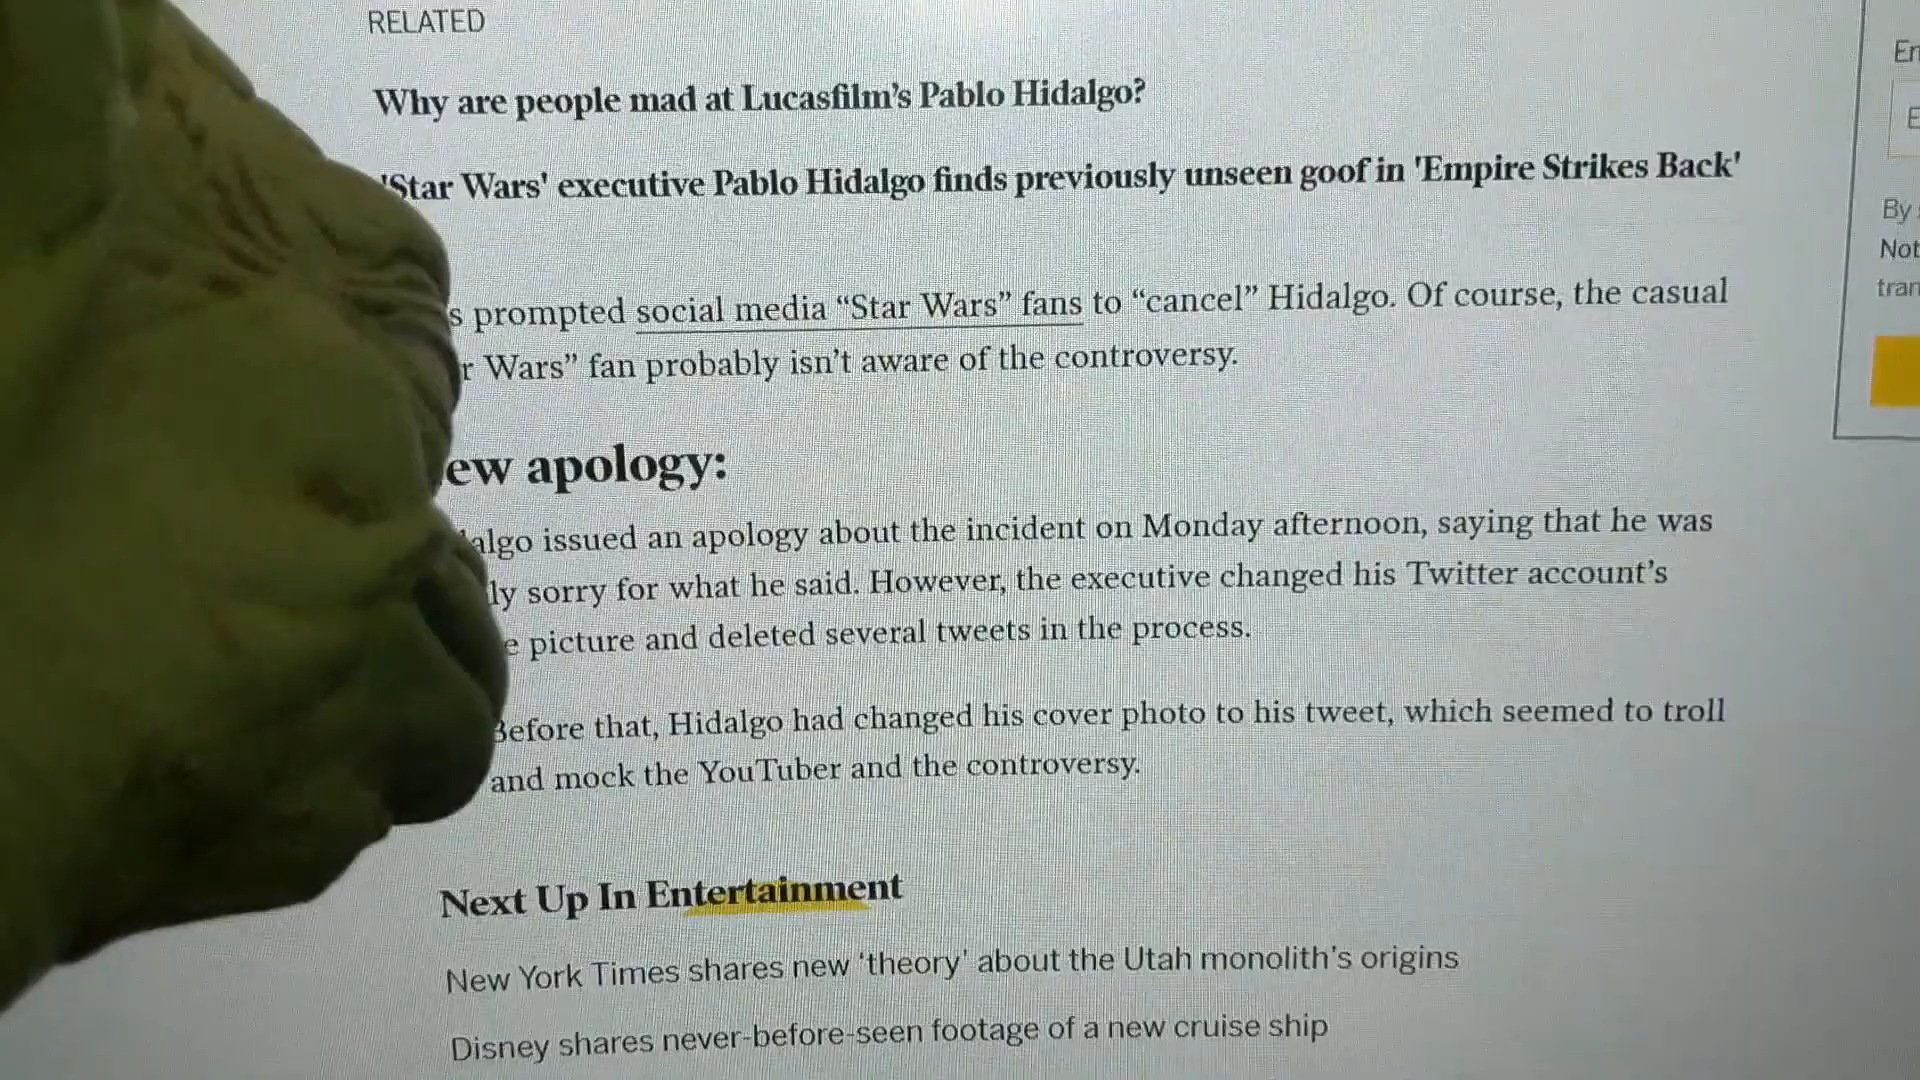 RELATED
Why are people mad at Lucasfilm's Pablo Hidalgo?
'Star Wars' executive Pablo Hidalgo finds previously unseen goof in 'Empire Strikes Back'
s prompted social media “Star Wars” fans to “cancel” Hidalgo. Of course, the casual
r Wars” fan probably isn't aware of the controversy.
ew apology:
algo issued an apology about the incident on Monday afternoon, saying that he was
ly sorry for what he said. However, the executive changed his Twitter account's
e picture and deleted several tweets in the process.
Before that, Hidalgo had changed his cover photo to his tweet, which seemed to troll
and mock the YouTuber and the controversy.
Next Up In Entertainment
New York Times shares new ‘theory’ about the Utah monolith's origins
Disney shares never-before-seen footage of a new cruise ship
En
E
By
Not
tran